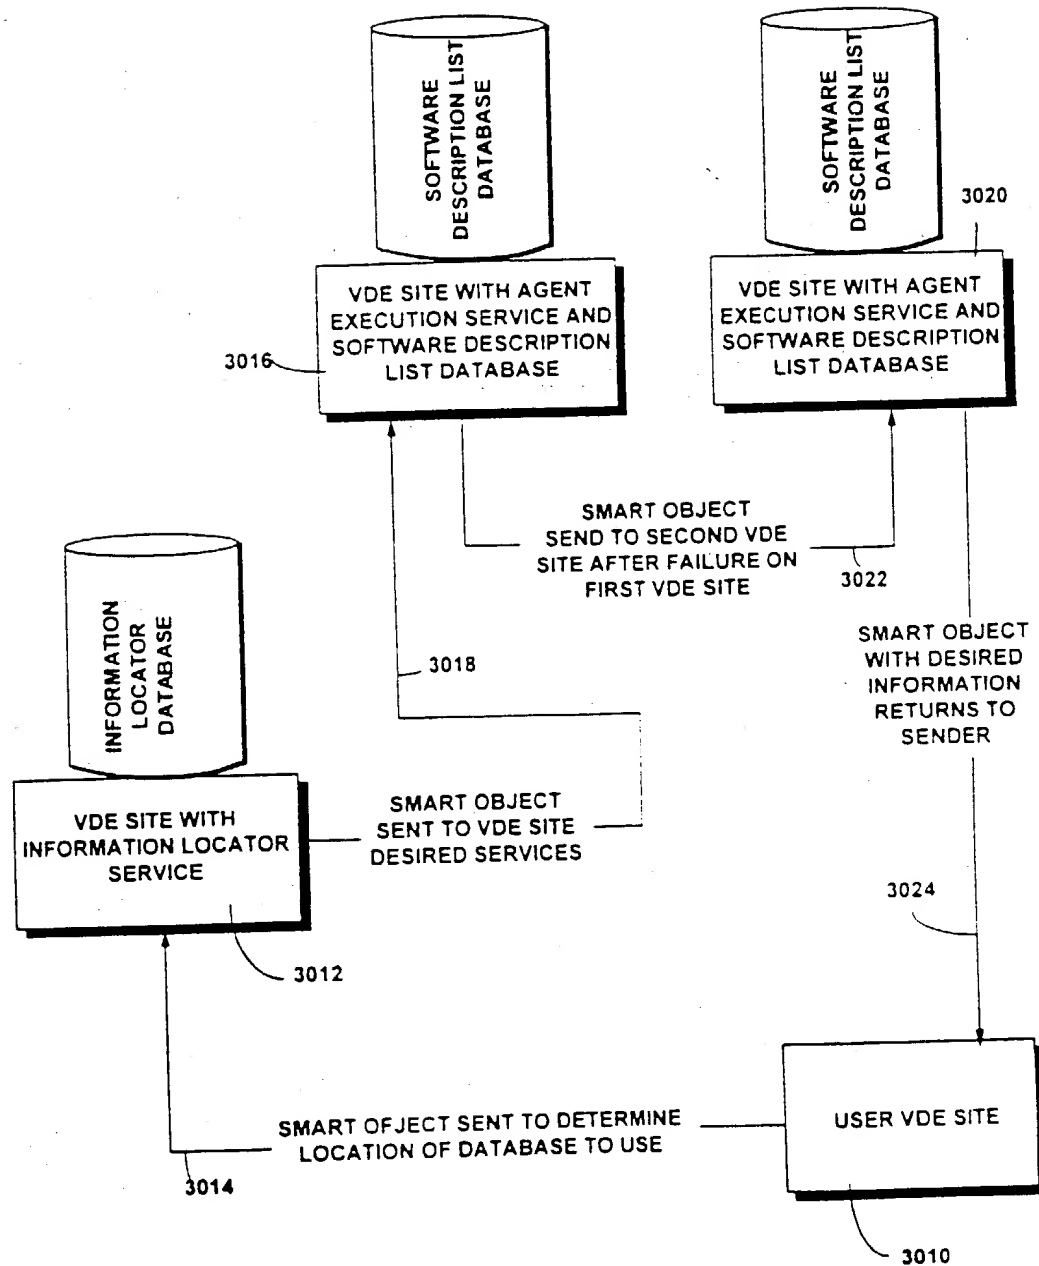 SOFTWARE
DESCRIPTION LIST
DATABASE
SOFTWARE
DESCRIPTION LIST
DATABASE
3020
VDE SITE WITH AGENT
EXECUTION SERVICE AND
SOFTWARE DESCRIPTION
LIST DATABASE
VDE SITE WITH AGENT
EXECUTION SERVICE AND
SOFTWARE DESCRIPTION
LIST DATABASE
3016
SMART OBJECT
SEND TO SECOND VDE
SITE AFTER FAILURE ON
FIRST VDE SITE
3022
INFORMATION
LOCATOR
DATABASE
3018
SMART OBJECT
WITH DESIRED
INFORMATION
RETURNS TO
SENDER
VDE SITE WITH
INFORMATION LOCATOR
SERVICE
SMART OBJECT
SENT TO VDE SITE
DESIRED SERVICES
3024
3012
SMART OFJECT SENT TO DETERMINE
LOCATION OF DATABASE TO USE
USER VDE SITE
3014
3010